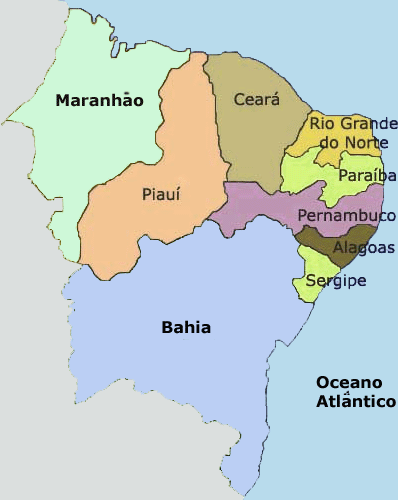 Maranhão
Ceará
Rio Grande
do Norte
Paraíba
Piauí
Pernambuco
Alagoas
Sergipe
Bahia
Oceano
Atlântico